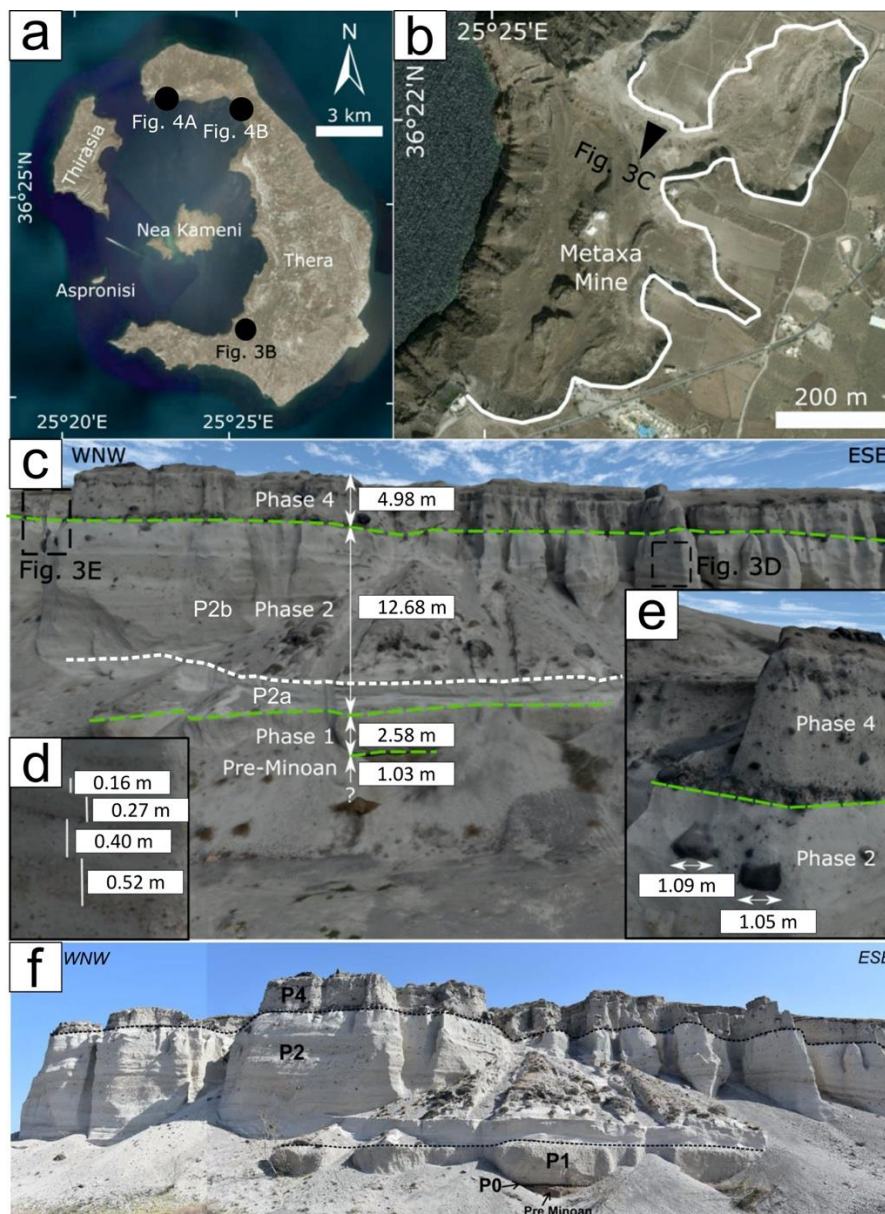 a
N
3 km
Fig. 4A
Fig. 4B
Thirasia
36°25'N
Nea Kameni
Thera
Aspronisi
Fig. 3B
25°20'E
25°25'E
b
25°25'E
36°22'N
Fig. 3C
Metaxa
Mine
200 m
c
WNW
ESE
Phase 4
4.98 m
Fig. 3E
Fig. 3D
P2b
Phase 2
12.68 m
P2a
Phase 1
2.58 m
Pre-Minoan
1.03 m
?
d
0.16 m
0.27 m
0.40 m
0.52 m
e
Phase 4
Phase 2
1.09 m
1.05 m
f
WNW
ESE
P4
P2
P1
P0
Pre Minoan